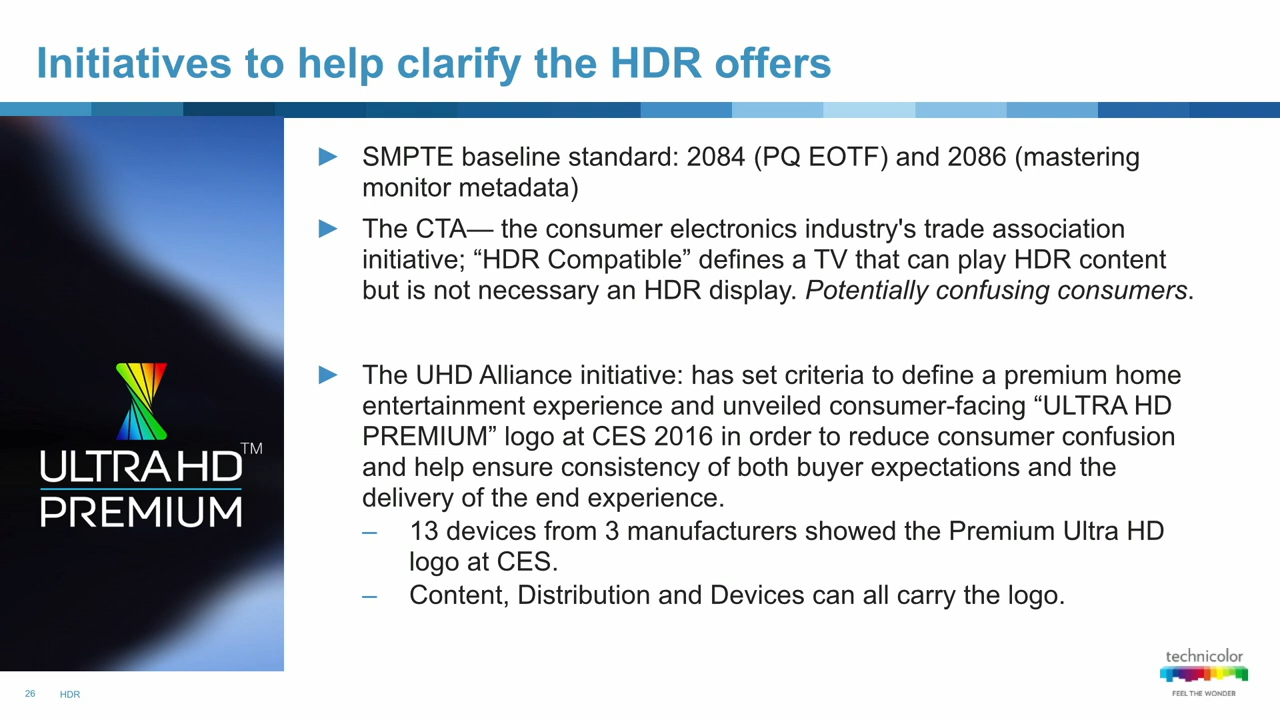 Initiatives to help clarify the HDR offers
► SMPTE baseline standard: 2084 (PQ EOTF) and 2086 (mastering
monitor metadata)
► The CTA— the consumer electronics industry's trade association
initiative; “HDR Compatible” defines a TV that can play HDR content
but is not necessary an HDR display. Potentially confusing consumers.
► The UHD Alliance initiative: has set criteria to define a premium home
entertainment experience and unveiled consumer-facing “ULTRA HD
PREMIUM” logo at CES 2016 in order to reduce consumer confusion
and help ensure consistency of both buyer expectations and the
delivery of the end experience.
– 13 devices from 3 manufacturers showed the Premium Ultra HD
logo at CES.
– Content, Distribution and Devices can all carry the logo.
ULTRA HD™
PREMIUM
technicolor
FEEL THE WONDER
26 HDR